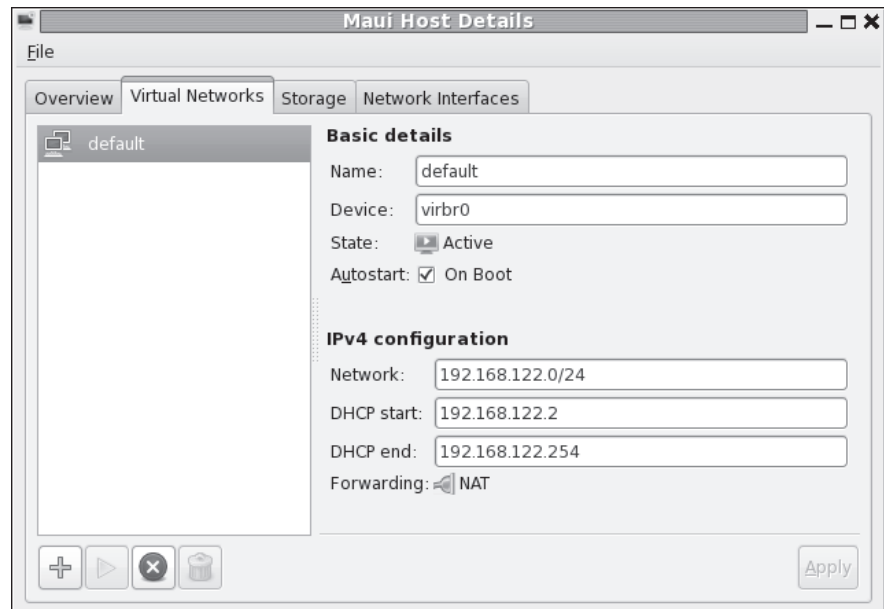 Maui Host Details
File
Overview Virtual Networks Storage Network Interfaces
default
Basic details
Name: default
Device: virbr0
State: Active
Autostart: On Boot
IPv4 configuration
Network: 192.168.122.0/24
DHCP start: 192.168.122.2
DHCP end: 192.168.122.254
Forwarding: NAT
Apply